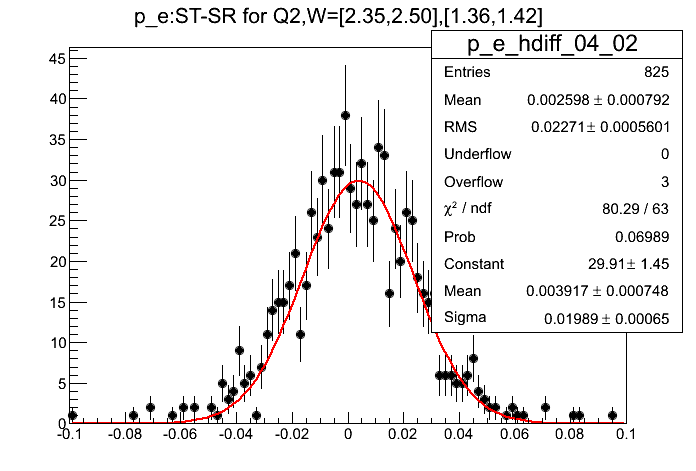 p_e:ST-SR for Q2,W=[2.35,2.50],[1.36,1.42]
p_e_hdiff_04_02
Entries 825
Mean 0.002598 ± 0.000792
RMS 0.02271± 0.0005601
Underflow 0
Overflow 3
χ² / ndf 80.29 / 63
Prob 0.06989
Constant 29.91± 1.45
Mean 0.003917 ± 0.000748
Sigma 0.01989± 0.00065
45
40
35
30
25
20
15
10
5
0
-0.1 -0.08 -0.06 -0.04 -0.02 0 0.02 0.04 0.06 0.08 0.1